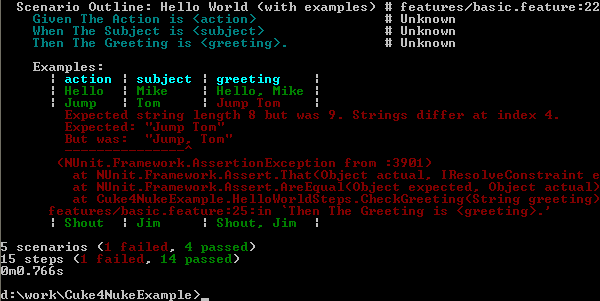 Scenario Outline: Hello World (with examples) # features/basic.feature:22
Given The Action is <action> # Unknown
When The Subject is <subject> # Unknown
Then The Greeting is <greeting>. # Unknown
Examples:
| action | subject | greeting |
| Hello | Mike | Hello, Mike |
| Jump | Tom | Jump Tom |
Expected string length 8 but was 9. Strings differ at index 4.
Expected: "Jump Tom"
But was: "Jump, Tom"
---------------^
(NUnit.Framework.AssertionException from :3901)
at NUnit.Framework.Assert.That(Object actual, IResolveConstraint e
at NUnit.Framework.Assert.AreEqual(Object expected, Object actual)
at Cuke4NukeExample.HelloWorldSteps.CheckGreeting(String greeting)
features/basic.feature:25:in `Then The Greeting is <greeting>.'
| Shout | Jim | Shout, Jim |
5 scenarios (1 failed, 4 passed)
15 steps (1 failed, 14 passed)
0m0.766s
d:\work\Cuke4NukeExample>_